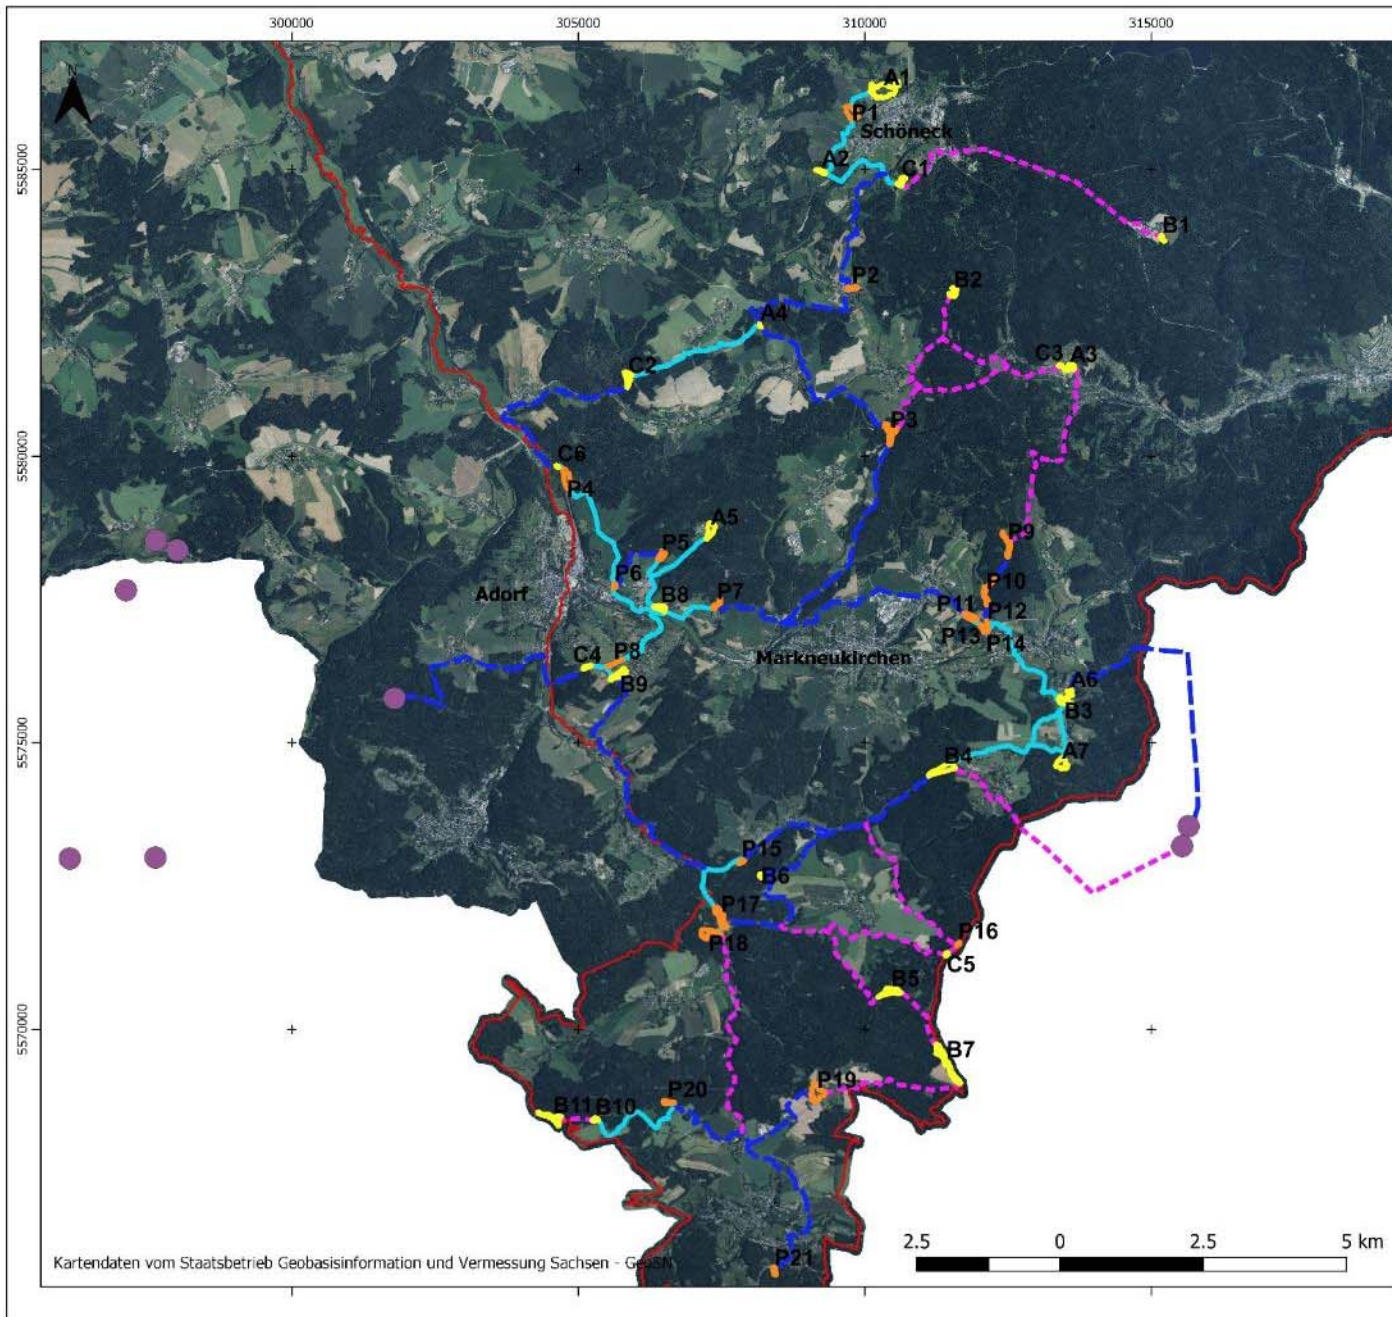 300000 305000 310000 315000
N
A1
P1
Schöneck
A2
C1
5585000
B1
P2
B2
A4
C3 A3
C2
P3
5580000
C6
P4
A5
P9
P5
P6
P10
Adorf
B8 P7
P11 P12
P13 P14
Markneukirchen
C4 P8
B9
A6
B3
5575000
B4
A7
P15
B6
P17
P16
P18
C5
B5
5570000
B7
P19
P20
B11 B10
P21
2.5 0 2.5 5 km
Kartendaten vom Staatsbetrieb Geobasisinformation und Vermessung Sachsen - GeoSN